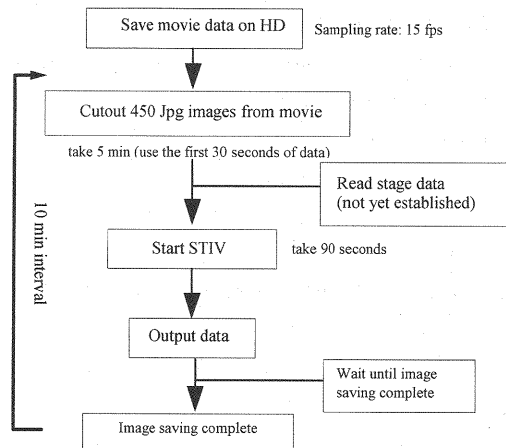 Save movie data on HD
Sampling rate: 15 fps
Cutout 450 Jpg images from movie
take 5 min (use the first 30 seconds of data)
Read stage data
(not yet established)
Start STIV
take 90 seconds
10 min interval
Output data
Wait until image
saving complete
Image saving complete